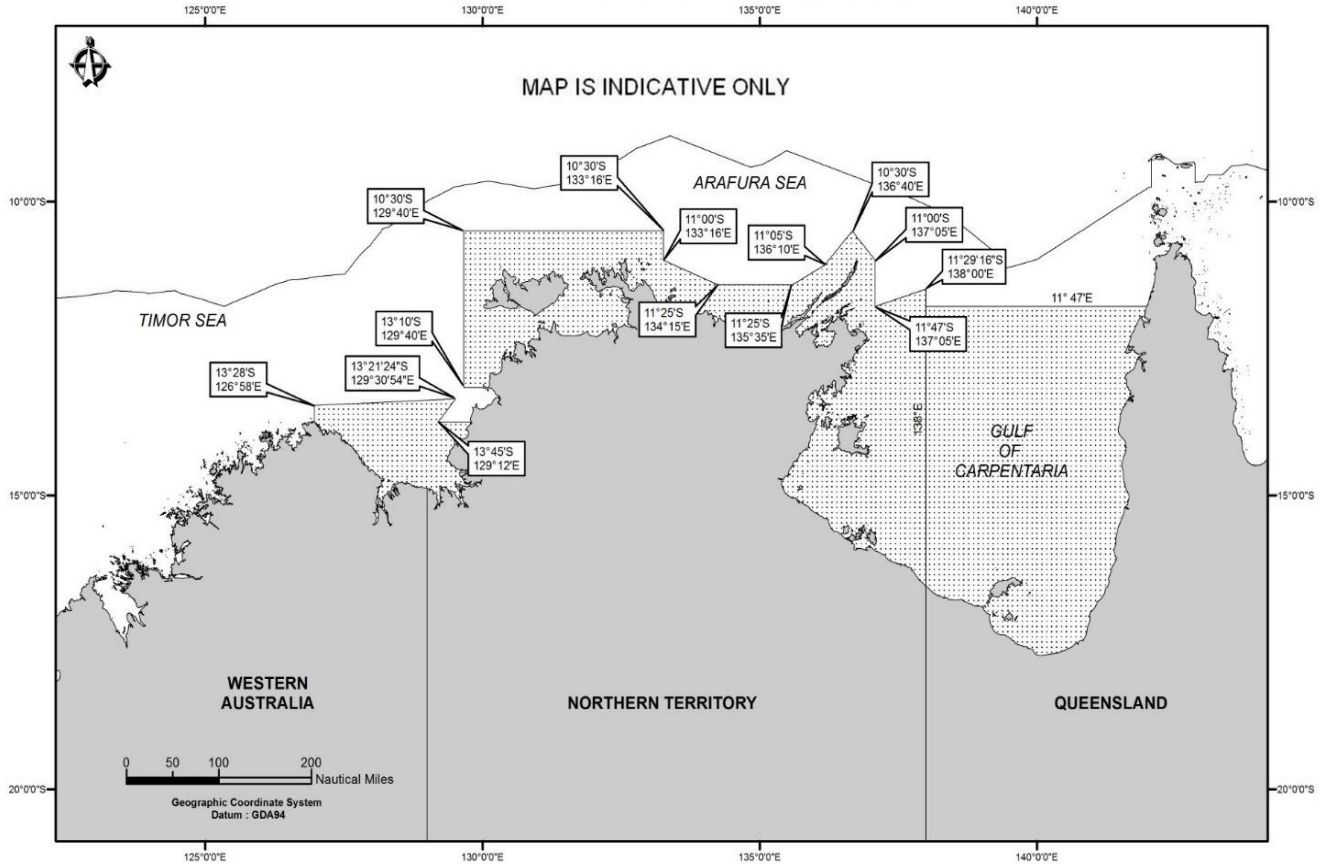 125°0'0"E
130°0'0"E
135°0'0"E
140°0'0"E
MAP IS INDICATIVE ONLY
10°0'0"S
10°0'0"S
10°30'S
133°16'E
ARAFURA SEA
10°30'S
136°40'E
10°30'S
129°40'E
11°00'S
133°16'E
11°05'S
136°10'E
11°00'S
137°05'E
11°29'16"S
138°00'E
11° 47'E
TIMOR SEA
11°25'S
134°15'E
11°25'S
135°35'E
11°47'S
137°05'E
13°10'S
129°40'E
13°21'24"S
129°30'54"E
13°28'S
126°58'E
13°45'S
129°12'E
138°E
GULF
OF
CARPENTARIA
15°0'0"S
15°0'0"S
WESTERN
AUSTRALIA
NORTHERN TERRITORY
QUEENSLAND
0 50 100 200
Nautical Miles
Geographic Coordinate System
Datum : GDA94
20°0'0"S
20°0'0"S
125°0'0"E
130°0'0"E
135°0'0"E
140°0'0"E